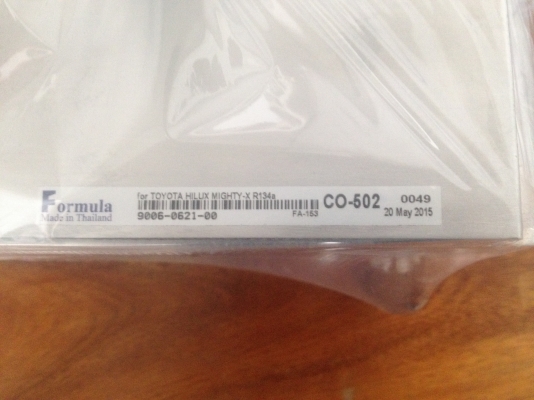 Formula
Made in Thailand
for TOYOTA HILUX MIGHTY-X R134a
9006-0621-00
FA-153
CO-502
0049
20 May 2015